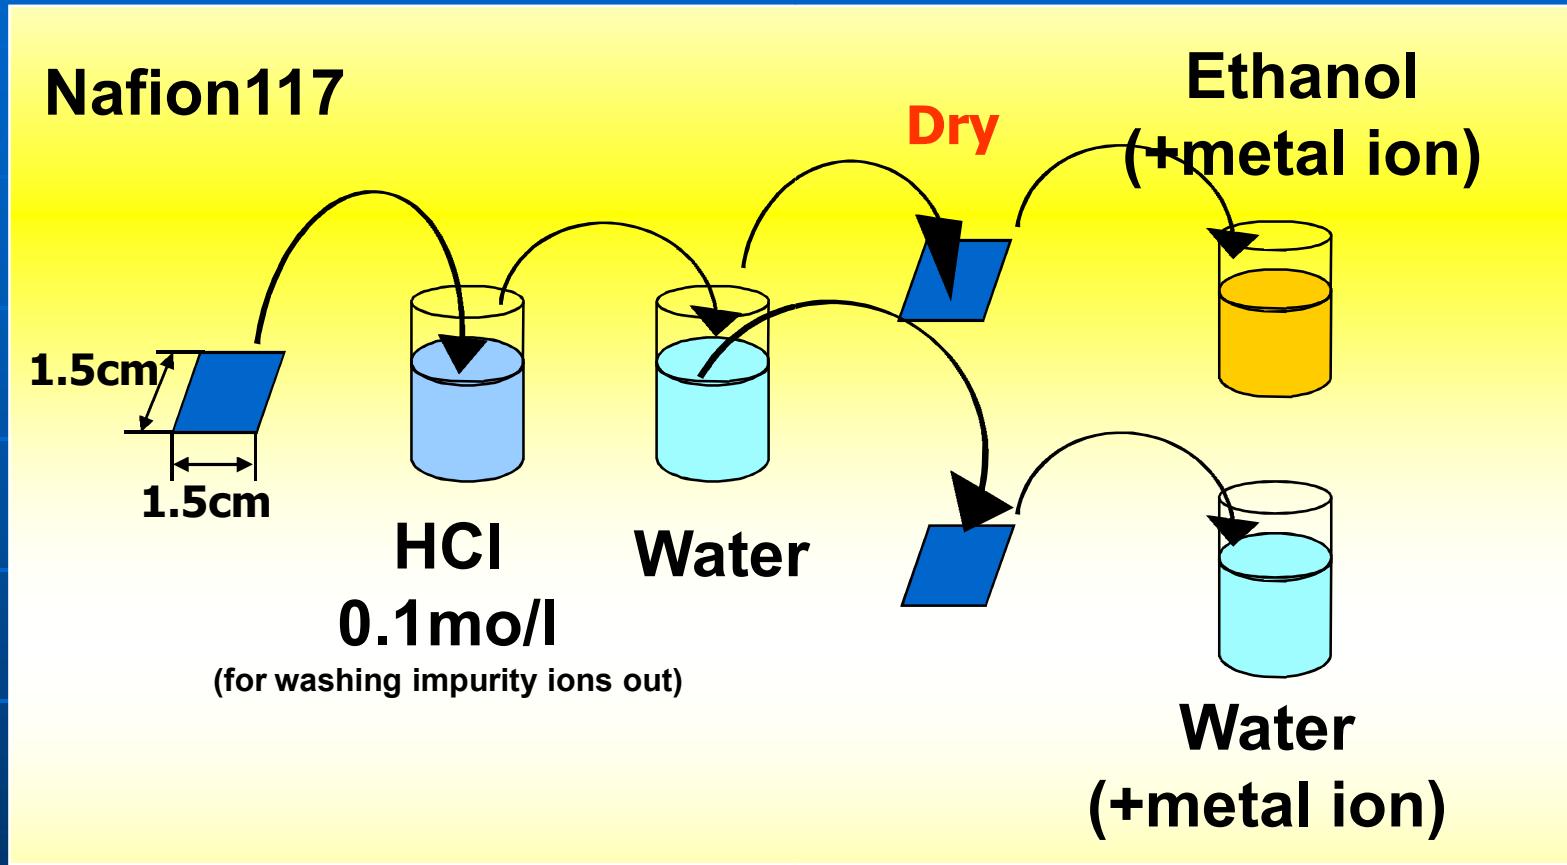 Nafion117
1.5cm
1.5cm
HCl
0.1mo/l
(for washing impurity ions out)
Water
Dry
Ethanol
(+metal ion)
Water
(+metal ion)